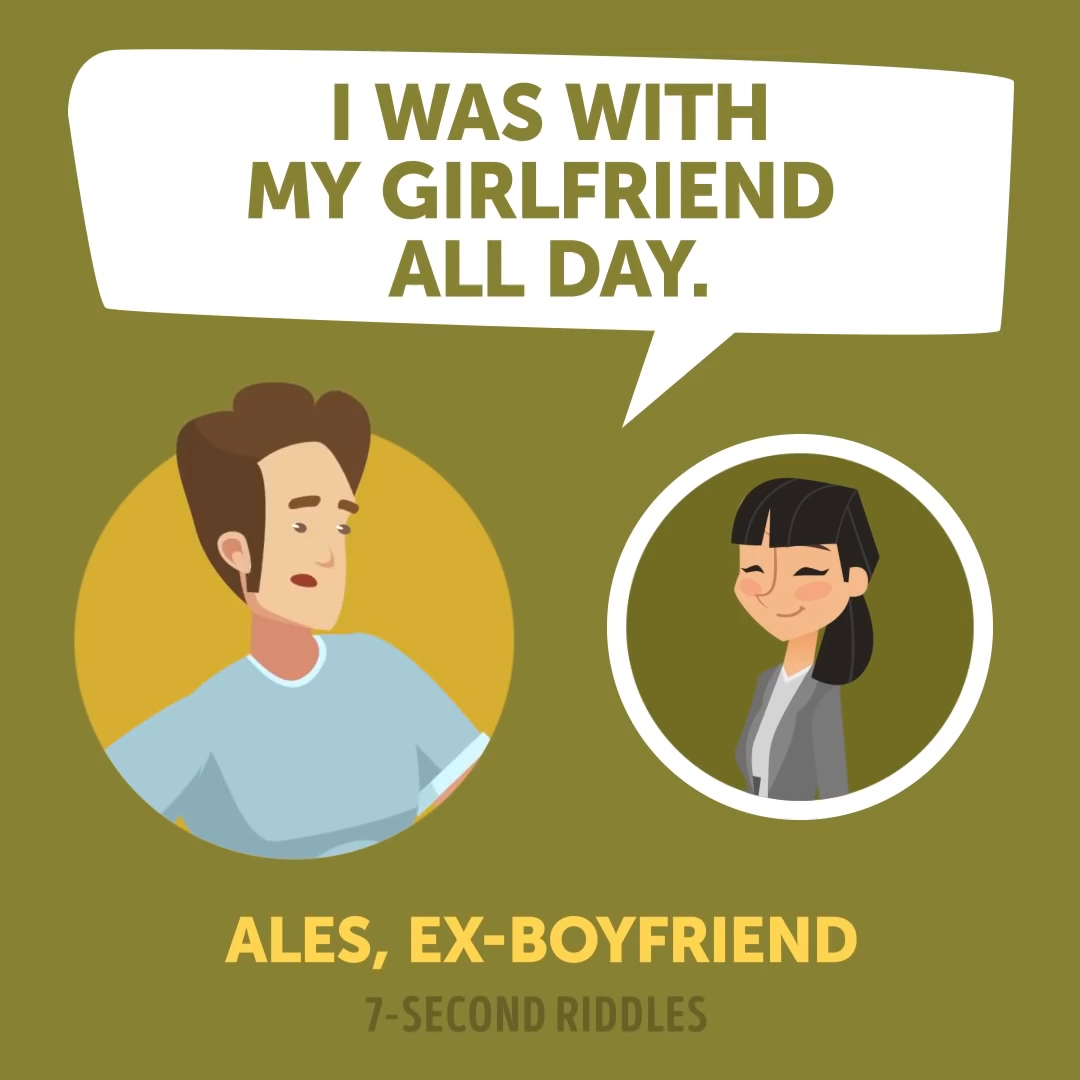 I WAS WITH
MY GIRLFRIEND
ALL DAY.
ALES, EX-BOYFRIEND
7-SECOND RIDDLES